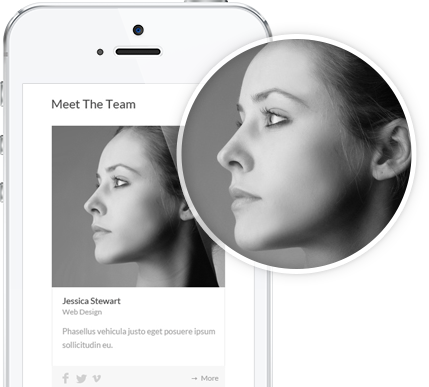 Meet The Team
Jessica Stewart
Web Design
Phasellus vehicula justo eget posuere ipsum
sollicitudin eu.
→ More